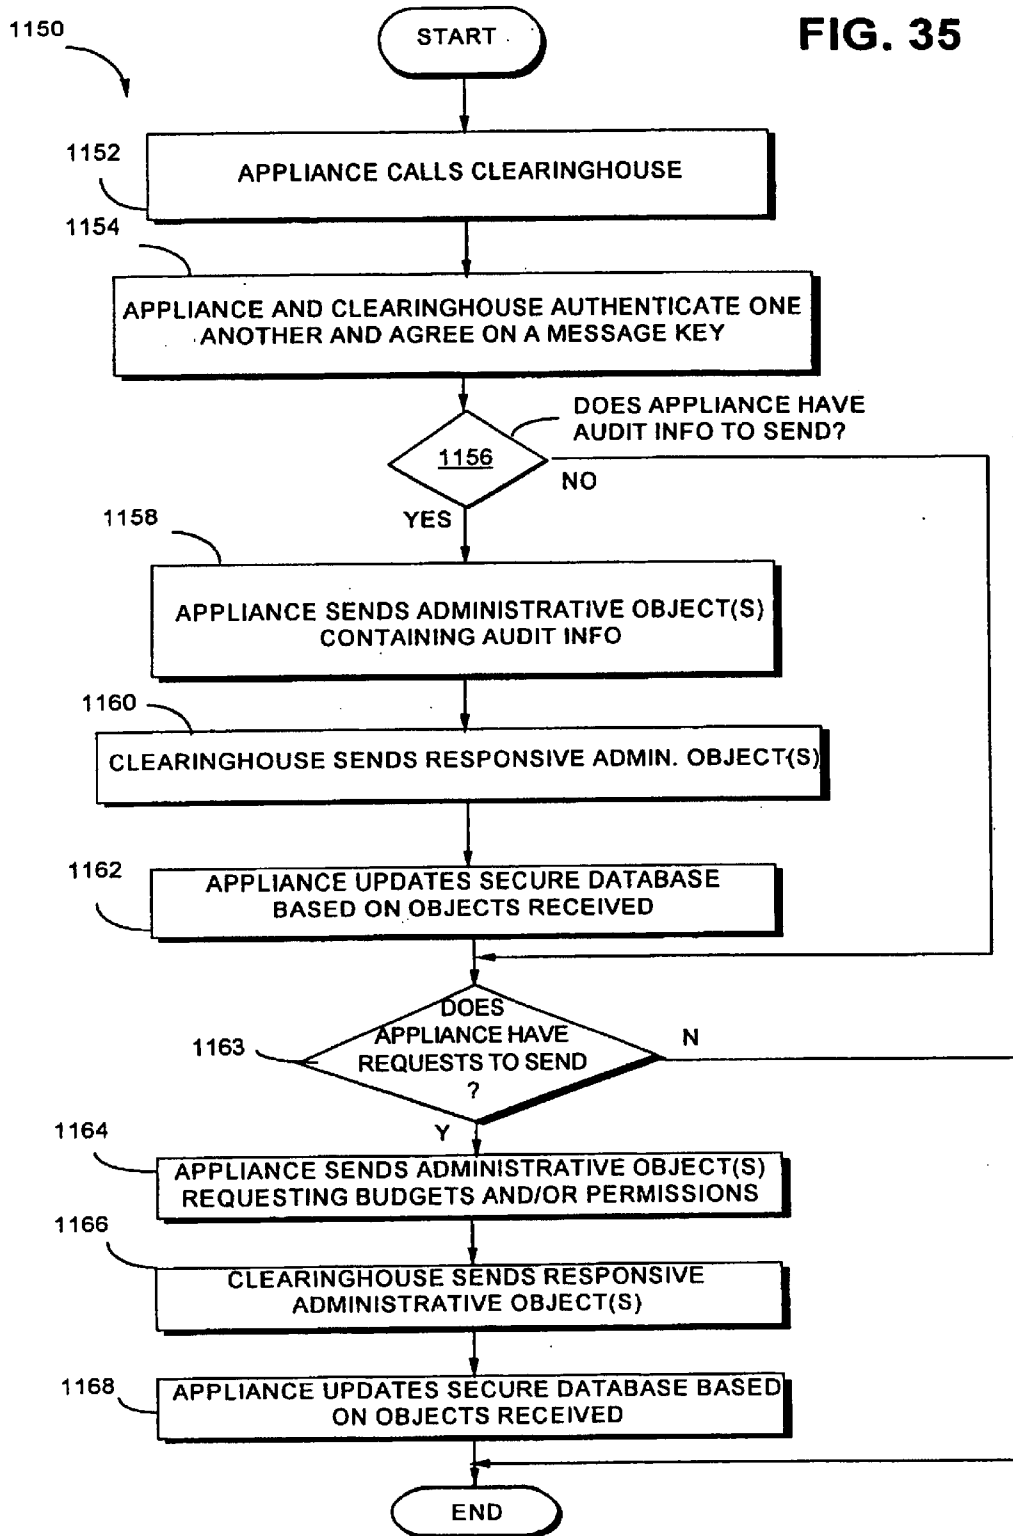 FIG. 35
1150
START
1152
APPLIANCE CALLS CLEARINGHOUSE
1154
APPLIANCE AND CLEARINGHOUSE AUTHENTICATE ONE
ANOTHER AND AGREE ON A MESSAGE KEY
DOES APPLIANCE HAVE
AUDIT INFO TO SEND?
1156
NO
YES
1158
APPLIANCE SENDS ADMINISTRATIVE OBJECT(S)
CONTAINING AUDIT INFO
1160
CLEARINGHOUSE SENDS RESPONSIVE ADMIN. OBJECT(S)
1162
APPLIANCE UPDATES SECURE DATABASE
BASED ON OBJECTS RECEIVED
1163
DOES
APPLIANCE HAVE
REQUESTS TO SEND
?
N
Y
1164
APPLIANCE SENDS ADMINISTRATIVE OBJECT(S)
REQUESTING BUDGETS AND/OR PERMISSIONS
1166
CLEARINGHOUSE SENDS RESPONSIVE
ADMINISTRATIVE OBJECT(S)
1168
APPLIANCE UPDATES SECURE DATABASE BASED
ON OBJECTS RECEIVED
END